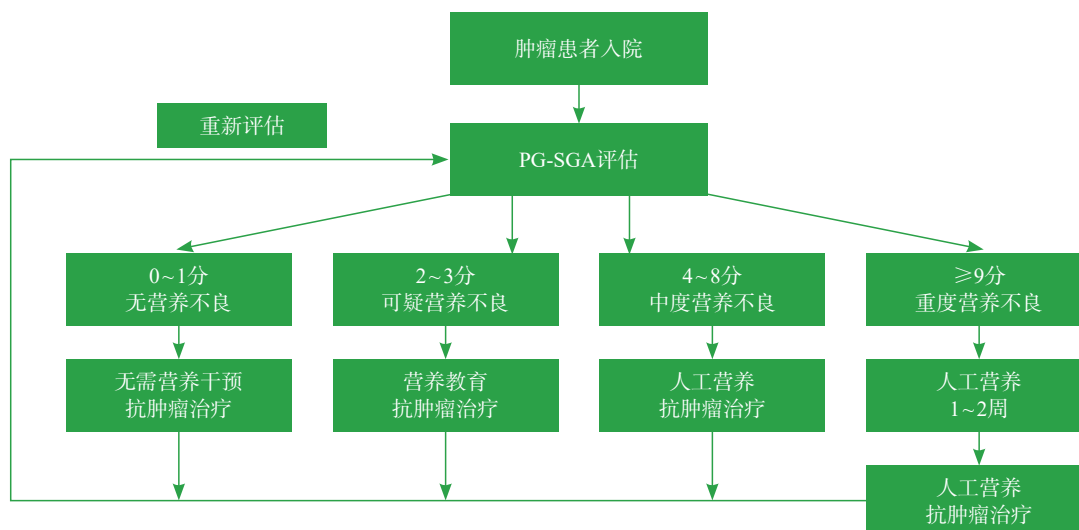 肿瘤患者入院
重新评估
PG-SGA评估
0~1分
无营养不良
2~3分
可疑营养不良
4~8分
中度营养不良
≥9分
重度营养不良
无需营养干预
抗肿瘤治疗
营养教育
抗肿瘤治疗
人工营养
抗肿瘤治疗
人工营养
1~2周
人工营养
抗肿瘤治疗